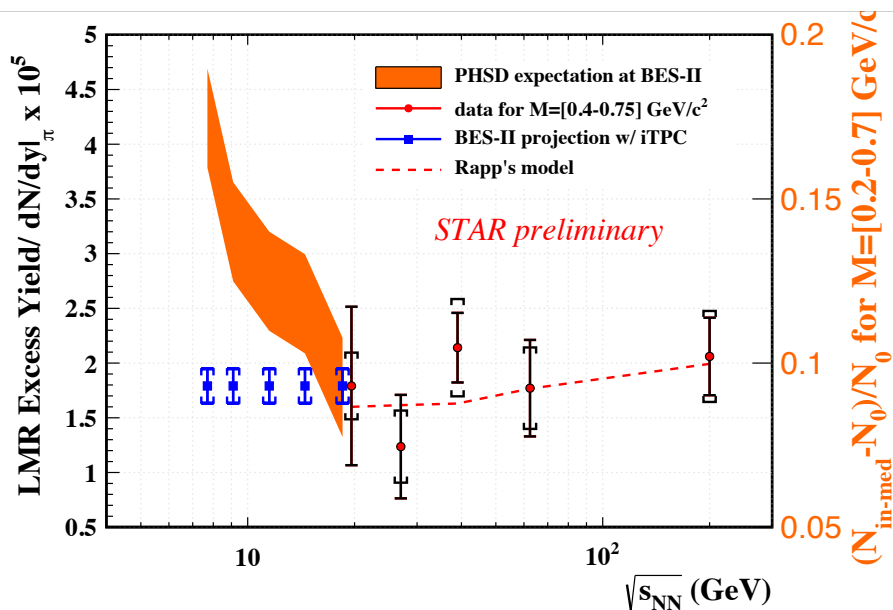 LMR Excess Yield/ dN/dy|π x 10⁵
5
4.5
4
3.5
3
2.5
2
1.5
1
0.5
PHSD expectation at BES-II
data for M=[0.4-0.75] GeV/c²
BES-II projection w/ iTPC
Rapp's model
STAR preliminary
0.2
0.15
0.1
0.05
(N_in-med-N_0)/N_0 for M=[0.2-0.7] GeV/c
10
10²
√s_NN (GeV)